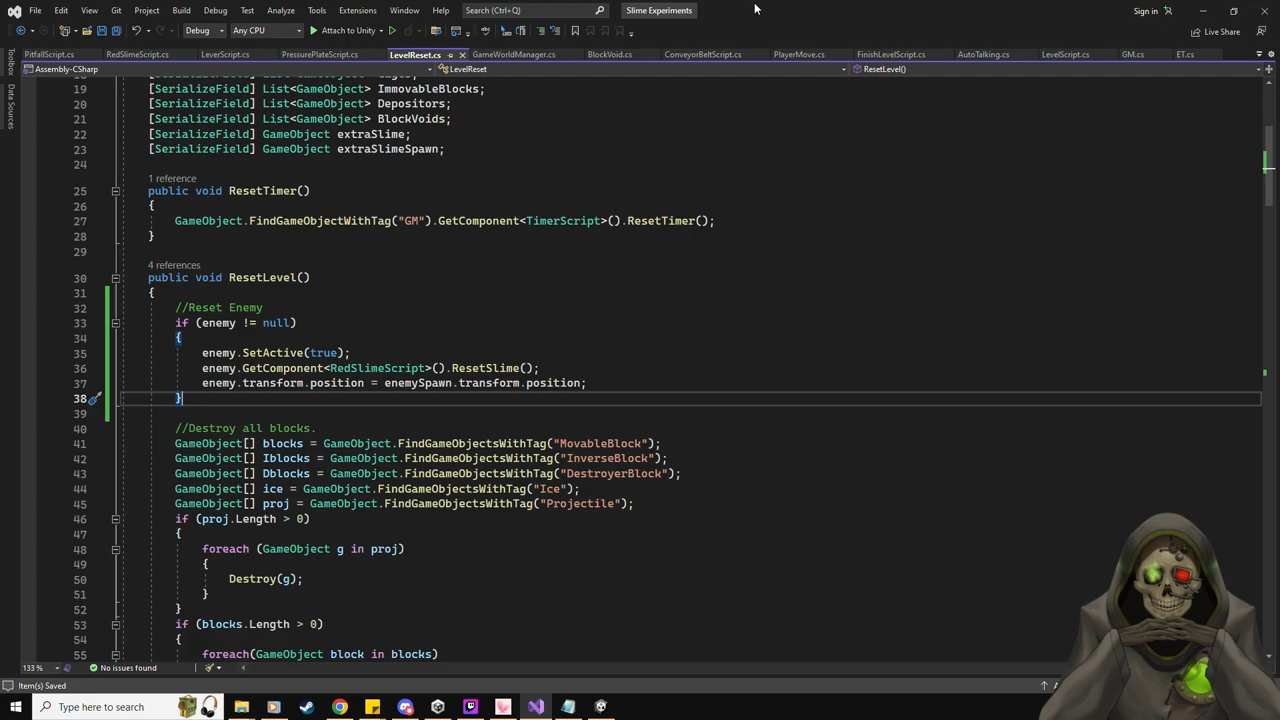 File Edit View Git Project Build Debug Test Analyze Tools Extensions Window Help Search (Ctrl+Q) Slime Experiments Sign in
Debug Any CPU Attach to Unity Live Share
PitfallScript.cs RedSlimeScript.cs LeverScript.cs PressurePlateScript.cs LevelReset.cs GameWorldManager.cs BlockVoid.cs ConveyorBeltScript.cs PlayerMove.cs FinishLevelScript.cs AutoTalking.cs LevelScript.cs GM.cs ET.cs
Toolbox
Data Sources
Assembly-CSharp LevelReset ResetLevel()
19 [SerializeField] List<GameObject> ImmovableBlocks;
20 [SerializeField] List<GameObject> Depositors;
21 [SerializeField] List<GameObject> BlockVoids;
22 [SerializeField] GameObject extraSlime;
23 [SerializeField] GameObject extraSlimeSpawn;
24
1 reference
25 public void ResetTimer()
26 {
27 GameObject.FindGameObjectWithTag("GM").GetComponent<TimerScript>().ResetTimer();
28 }
29
4 references
30 public void ResetLevel()
31 {
32 //Reset Enemy
33 if (enemy != null)
34 {
35 enemy.SetActive(true);
36 enemy.GetComponent<RedSlimeScript>().ResetSlime();
37 enemy.transform.position = enemySpawn.transform.position;
38 }
39
40 //Destroy all blocks.
41 GameObject[] blocks = GameObject.FindGameObjectsWithTag("MovableBlock");
42 GameObject[] Iblocks = GameObject.FindGameObjectsWithTag("InverseBlock");
43 GameObject[] Dblocks = GameObject.FindGameObjectsWithTag("DestroyerBlock");
44 GameObject[] ice = GameObject.FindGameObjectsWithTag("Ice");
45 GameObject[] proj = GameObject.FindGameObjectsWithTag("Projectile");
46 if (proj.Length > 0)
47 {
48 foreach (GameObject g in proj)
49 {
50 Destroy(g);
51 }
52 }
53 if (blocks.Length > 0)
54 {
55 foreach(GameObject block in blocks)
133 % No issues found
Item(s) Saved
Type here to search